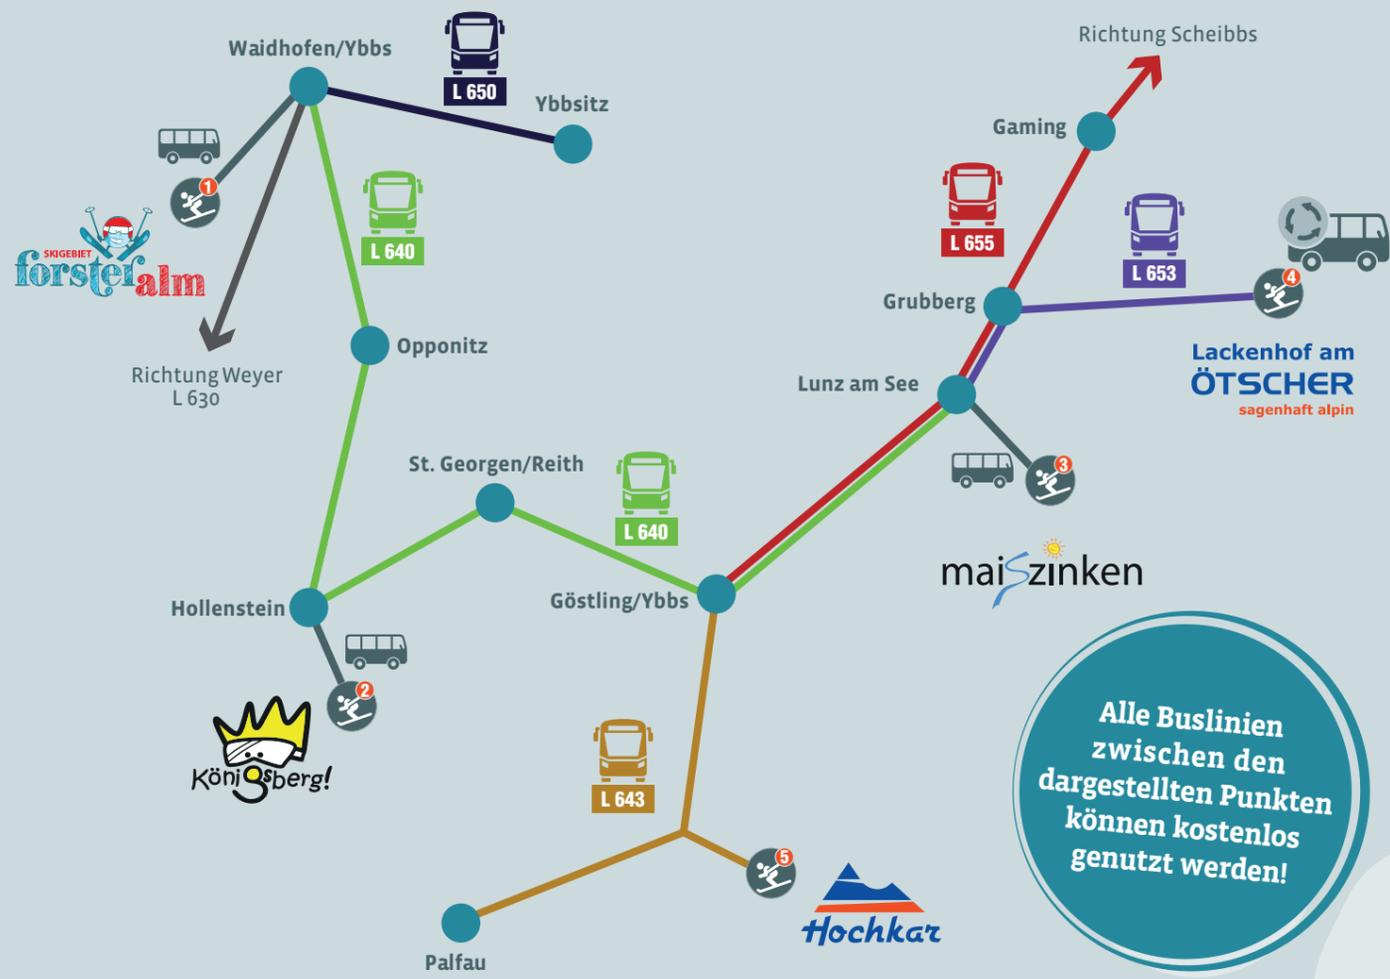 Waidhofen/Ybbs
L 650
Ybbsitz
Richtung Scheibbs
Gaming
1
SKIGEBIET
forsteralm
L 640
L 655
L 653
4
Grubberg
Lackenhof am
ÖTSCHER
sagenhaft alpin
Opponitz
Richtung Weyer
L 630
Lunz am See
3
maiszinken
St. Georgen/Reith
L 640
Hollenstein
Göstling/Ybbs
2
Königsberg!
L 643
5
Hochkar
Palfau
Alle Buslinien
zwischen den
dargestellten Punkten
können kostenlos
genutzt werden!